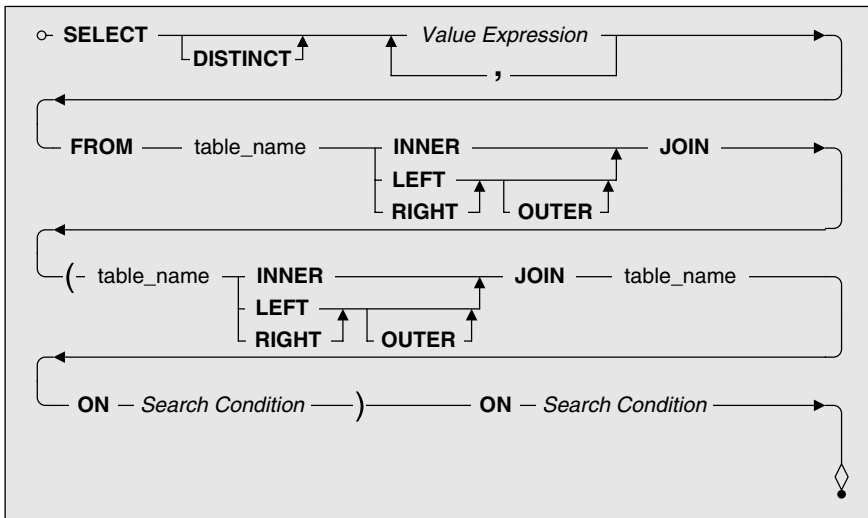 SELECT Value Expression
DISTINCT ,
FROM table_name INNER JOIN
LEFT
RIGHT OUTER
( table_name INNER JOIN table_name
LEFT
RIGHT OUTER
ON Search Condition ) ON Search Condition